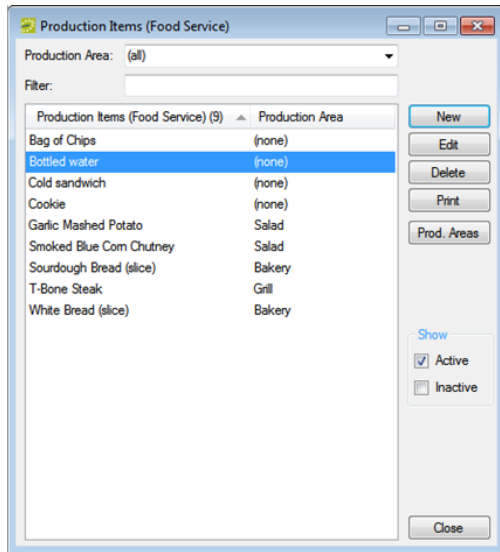 Production Items (Food Service)
Production Area: (all)
Filter:
Production Items (Food Service) (9) Production Area
Bag of Chips (none)
Bottled water (none)
Cold sandwich (none)
Cookie (none)
Garlic Mashed Potato Salad
Smoked Blue Corn Chutney Salad
Sourdough Bread (slice) Bakery
T-Bone Steak Grill
White Bread (slice) Bakery
New
Edit
Delete
Print
Prod. Areas
Show
Active
Inactive
Close